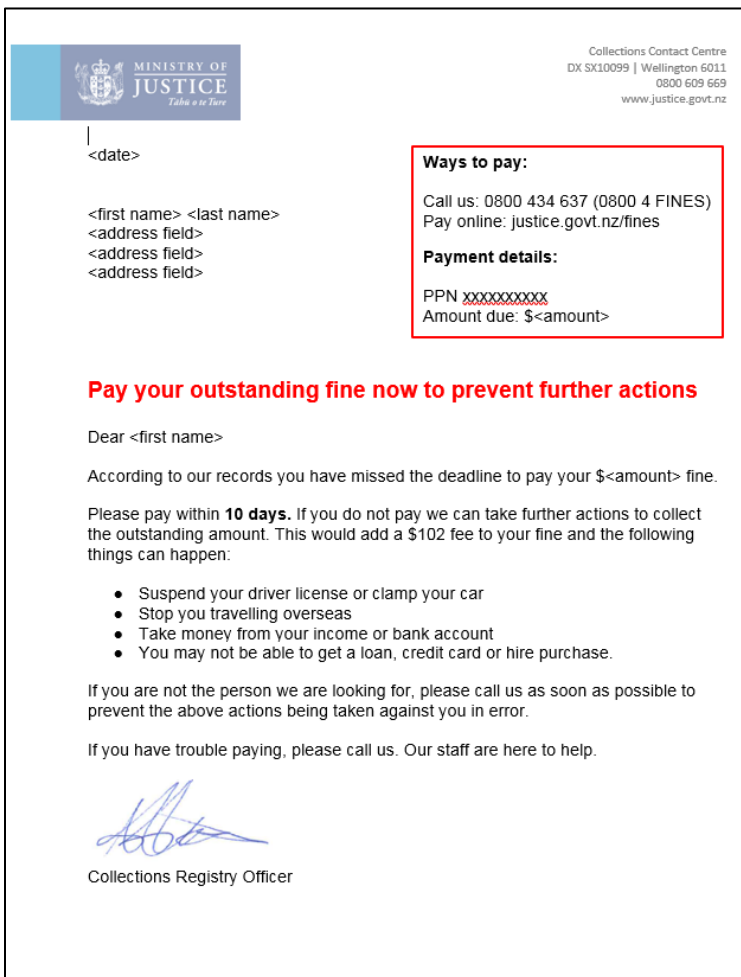 MINISTRY OF
JUSTICE
Tāhū o te Ture
Collections Contact Centre
DX SX10099 | Wellington 6011
0800 609 669
www.justice.govt.nz
<date>
<first name> <last name>
<address field>
<address field>
<address field>
Ways to pay:
Call us: 0800 434 637 (0800 4 FINES)
Pay online: justice.govt.nz/fines
Payment details:
PPN xxxxxxxxxx
Amount due: $<amount>
Pay your outstanding fine now to prevent further actions
Dear <first name>
According to our records you have missed the deadline to pay your $<amount> fine.
Please pay within 10 days. If you do not pay we can take further actions to collect
the outstanding amount. This would add a $102 fee to your fine and the following
things can happen:
● Suspend your driver license or clamp your car
● Stop you travelling overseas
● Take money from your income or bank account
● You may not be able to get a loan, credit card or hire purchase.
If you are not the person we are looking for, please call us as soon as possible to
prevent the above actions being taken against you in error.
If you have trouble paying, please call us. Our staff are here to help.
Collections Registry Officer